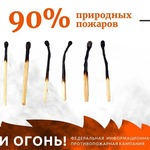 90% природных
пожаров
И ОГОНЬ!
ФЕДЕРАЛЬНАЯ ИНФОРМАЦИОННАЯ
ПРОТИВОПОЖАРНАЯ КАМПАНИЯ